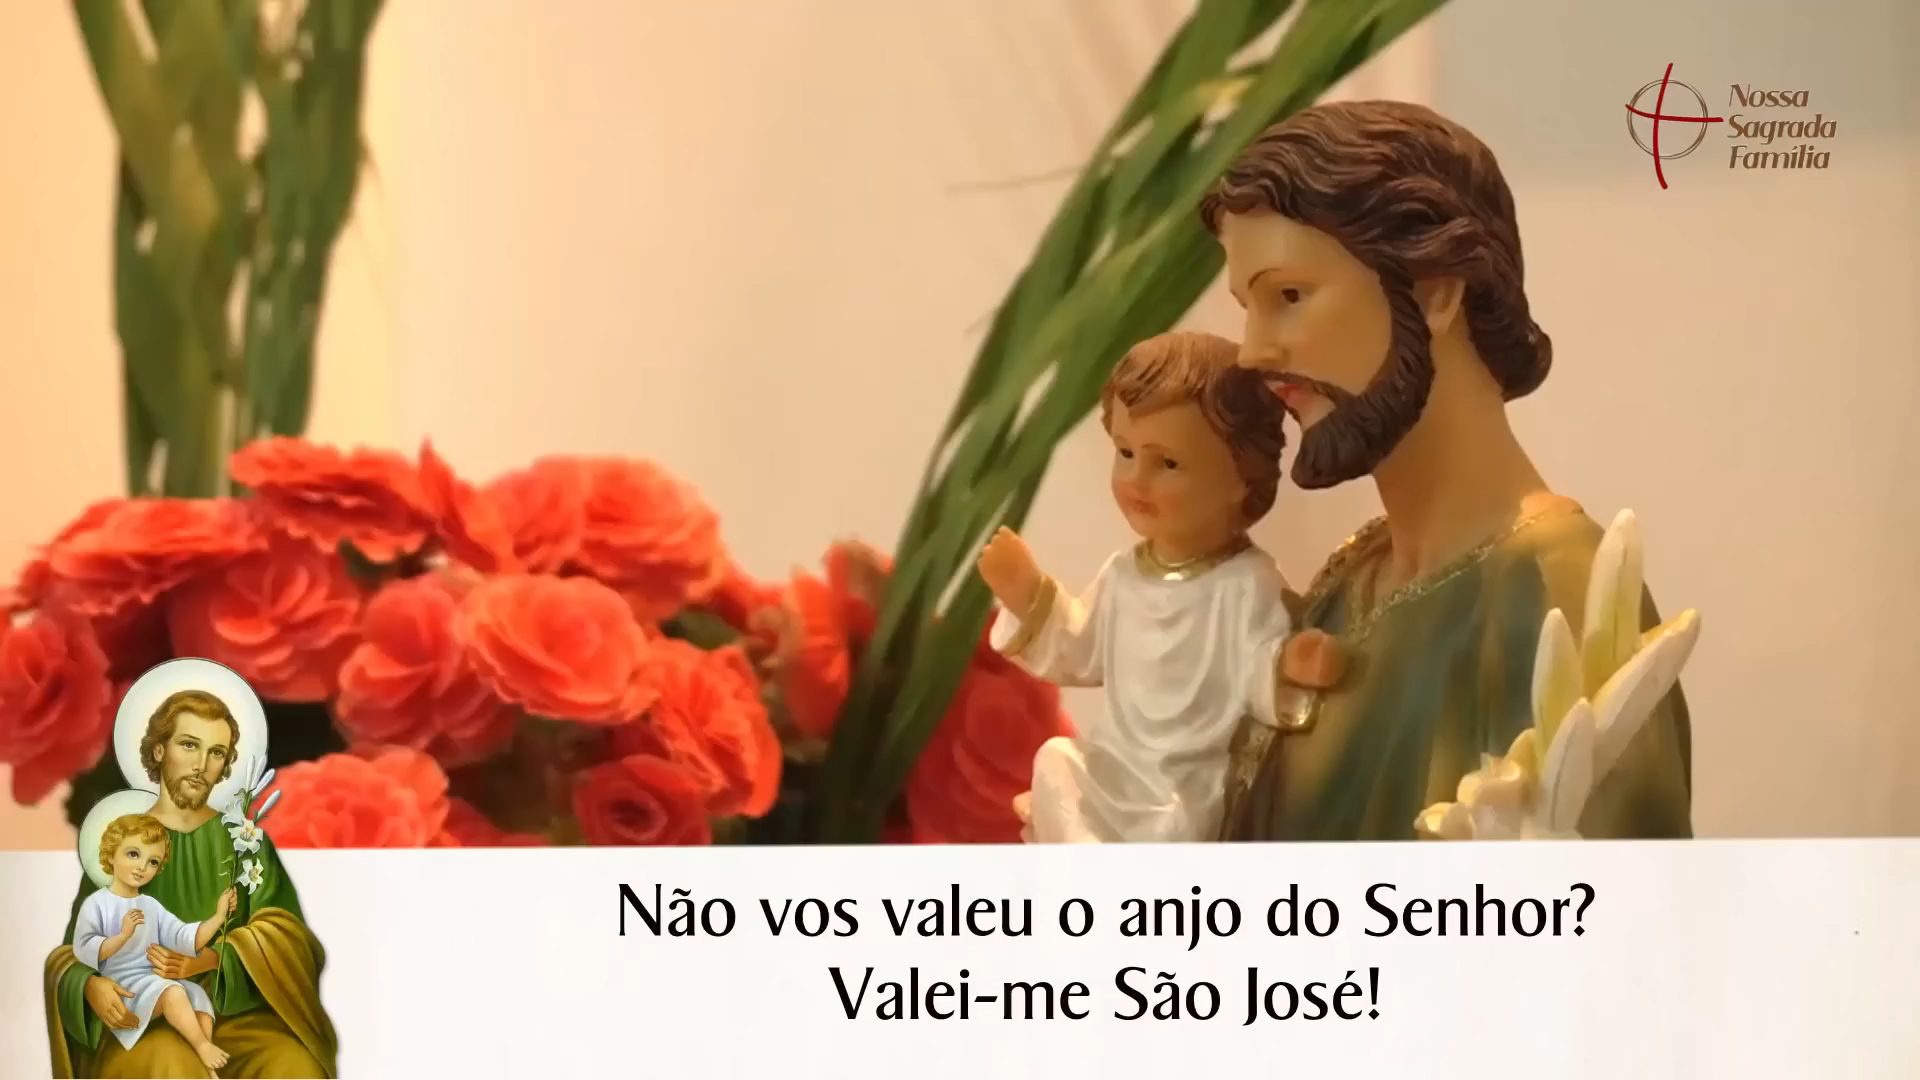 Nossa
Sagrada
Família
Não vos valeu o anjo do Senhor?
Valei-me São José!